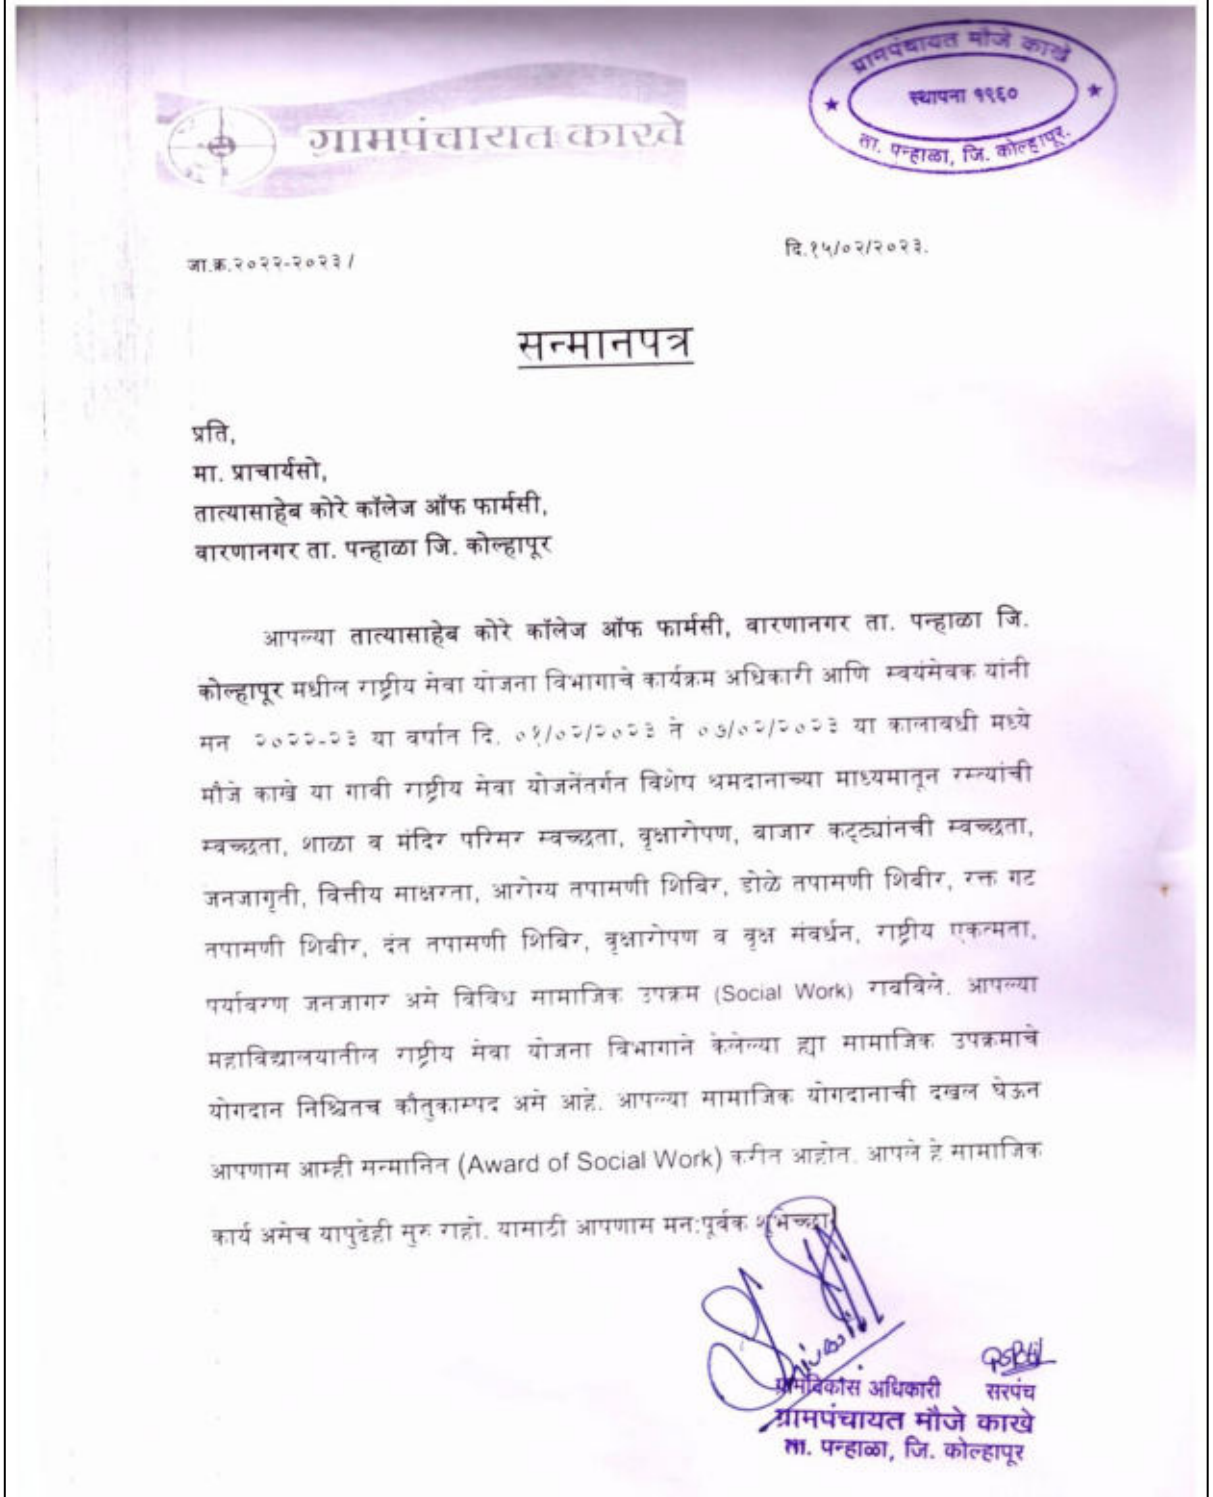 ग्रामपंचायत मौजे काखे
स्थापना १९६०
ता. पन्हाळा, जि. कोल्हापूर.
ग्रामपंचायत काखे
जा.क्र.२०२२-२०२३/
दि.१५/०२/२०२३.
सन्मानपत्र
प्रति,
मा. प्राचार्यसो,
तात्यासाहेब कोरे कॉलेज ऑफ फार्मसी,
वारणानगर ता. पन्हाळा जि. कोल्हापूर
आपल्या तात्यासाहेब कोरे कॉलेज ऑफ फार्मसी, वारणानगर ता. पन्हाळा जि.
कोल्हापूर मधील राष्ट्रीय सेवा योजना विभागाचे कार्यक्रम अधिकारी आणि स्वयंसेवक यांनी
सन २०२२-२३ या वर्षात दि. ०१/०२/२०२३ ते ०७/०२/२०२३ या कालावधी मध्ये
मौजे काखे या गावी राष्ट्रीय सेवा योजनेंतर्गत विशेष श्रमदानाच्या माध्यमातून रस्त्यांची
स्वच्छता, शाळा व मंदिर परिसर स्वच्छता, वृक्षारोपण, बाजार कट्ट्यांनची स्वच्छता,
जनजागृती, वित्तीय साक्षरता, आरोग्य तपासणी शिबिर, डोळे तपासणी शिबीर, रक्त गट
तपासणी शिबीर, दंत तपासणी शिबिर, वृक्षारोपण व वृक्ष संवर्धन, राष्ट्रीय एकत्मता,
पर्यावरण जनजागर असे विविध सामाजिक उपक्रम (Social Work) राबविले. आपल्या
महाविद्यालयातील राष्ट्रीय सेवा योजना विभागाने केलेल्या ह्या सामाजिक उपक्रमाचे
योगदान निश्चितच कौतुकास्पद असे आहे. आपल्या सामाजिक योगदानाची दखल घेऊन
आपणास आम्ही सन्मानित (Award of Social Work) करीत आहोत. आपले हे सामाजिक
कार्य असेच यापुढेही सुरु राहो. यासाठी आपणास मन:पूर्वक शुभेच्छा
ग्रामविकास अधिकारी सरपंच
ग्रामपंचायत मौजे काखे
ता. पन्हाळा, जि. कोल्हापूर